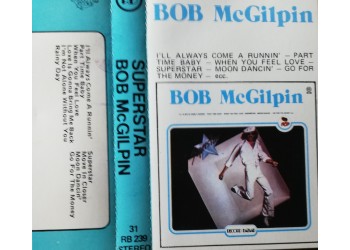 I'll Always Come A Runnin'
Part Time Baby
When You Feel Love
Love Is Gonna Bring Me Back
I'm Not Alone Without You
Rainy Day
Superstar
Move In Closer
Moon Dancin'
Go For The Money
SUPERSTAR
BOB McGILPIN
31
RB 239
STEREO
BOB McGilpin
I'LL ALWAYS COME A RUNNIN' – PART
TIME BABY – WHEN YOU FEEL LOVE –
SUPERSTAR – MOON DANCIN' – GO FOR
THE MONEY – ecc.
BOB McGilpin